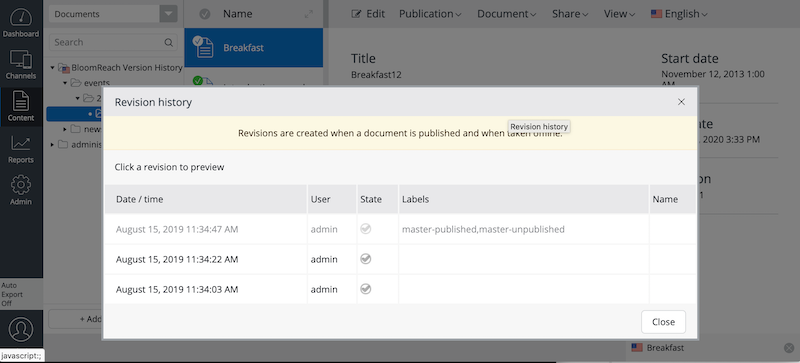 Dashboard
Channels
Content
Reports
Admin
Auto
Export
Off
javascript:;
Documents
Search
BloomReach Version History
events
2
new
adminis
+ Add
Name
Breakfast
Edit Publication Document Share View English
Title
Breakfast12
Start date
November 12, 2013 1:00
AM
ate
, 2020 3:33 PM
on
1
Revision history
Revisions are created when a document is published and when taken offline.
Revision history
Click a revision to preview
Date / time User State Labels Name
August 15, 2019 11:34:47 AM admin master-published,master-unpublished
August 15, 2019 11:34:22 AM admin
August 15, 2019 11:34:03 AM admin
Close
Breakfast